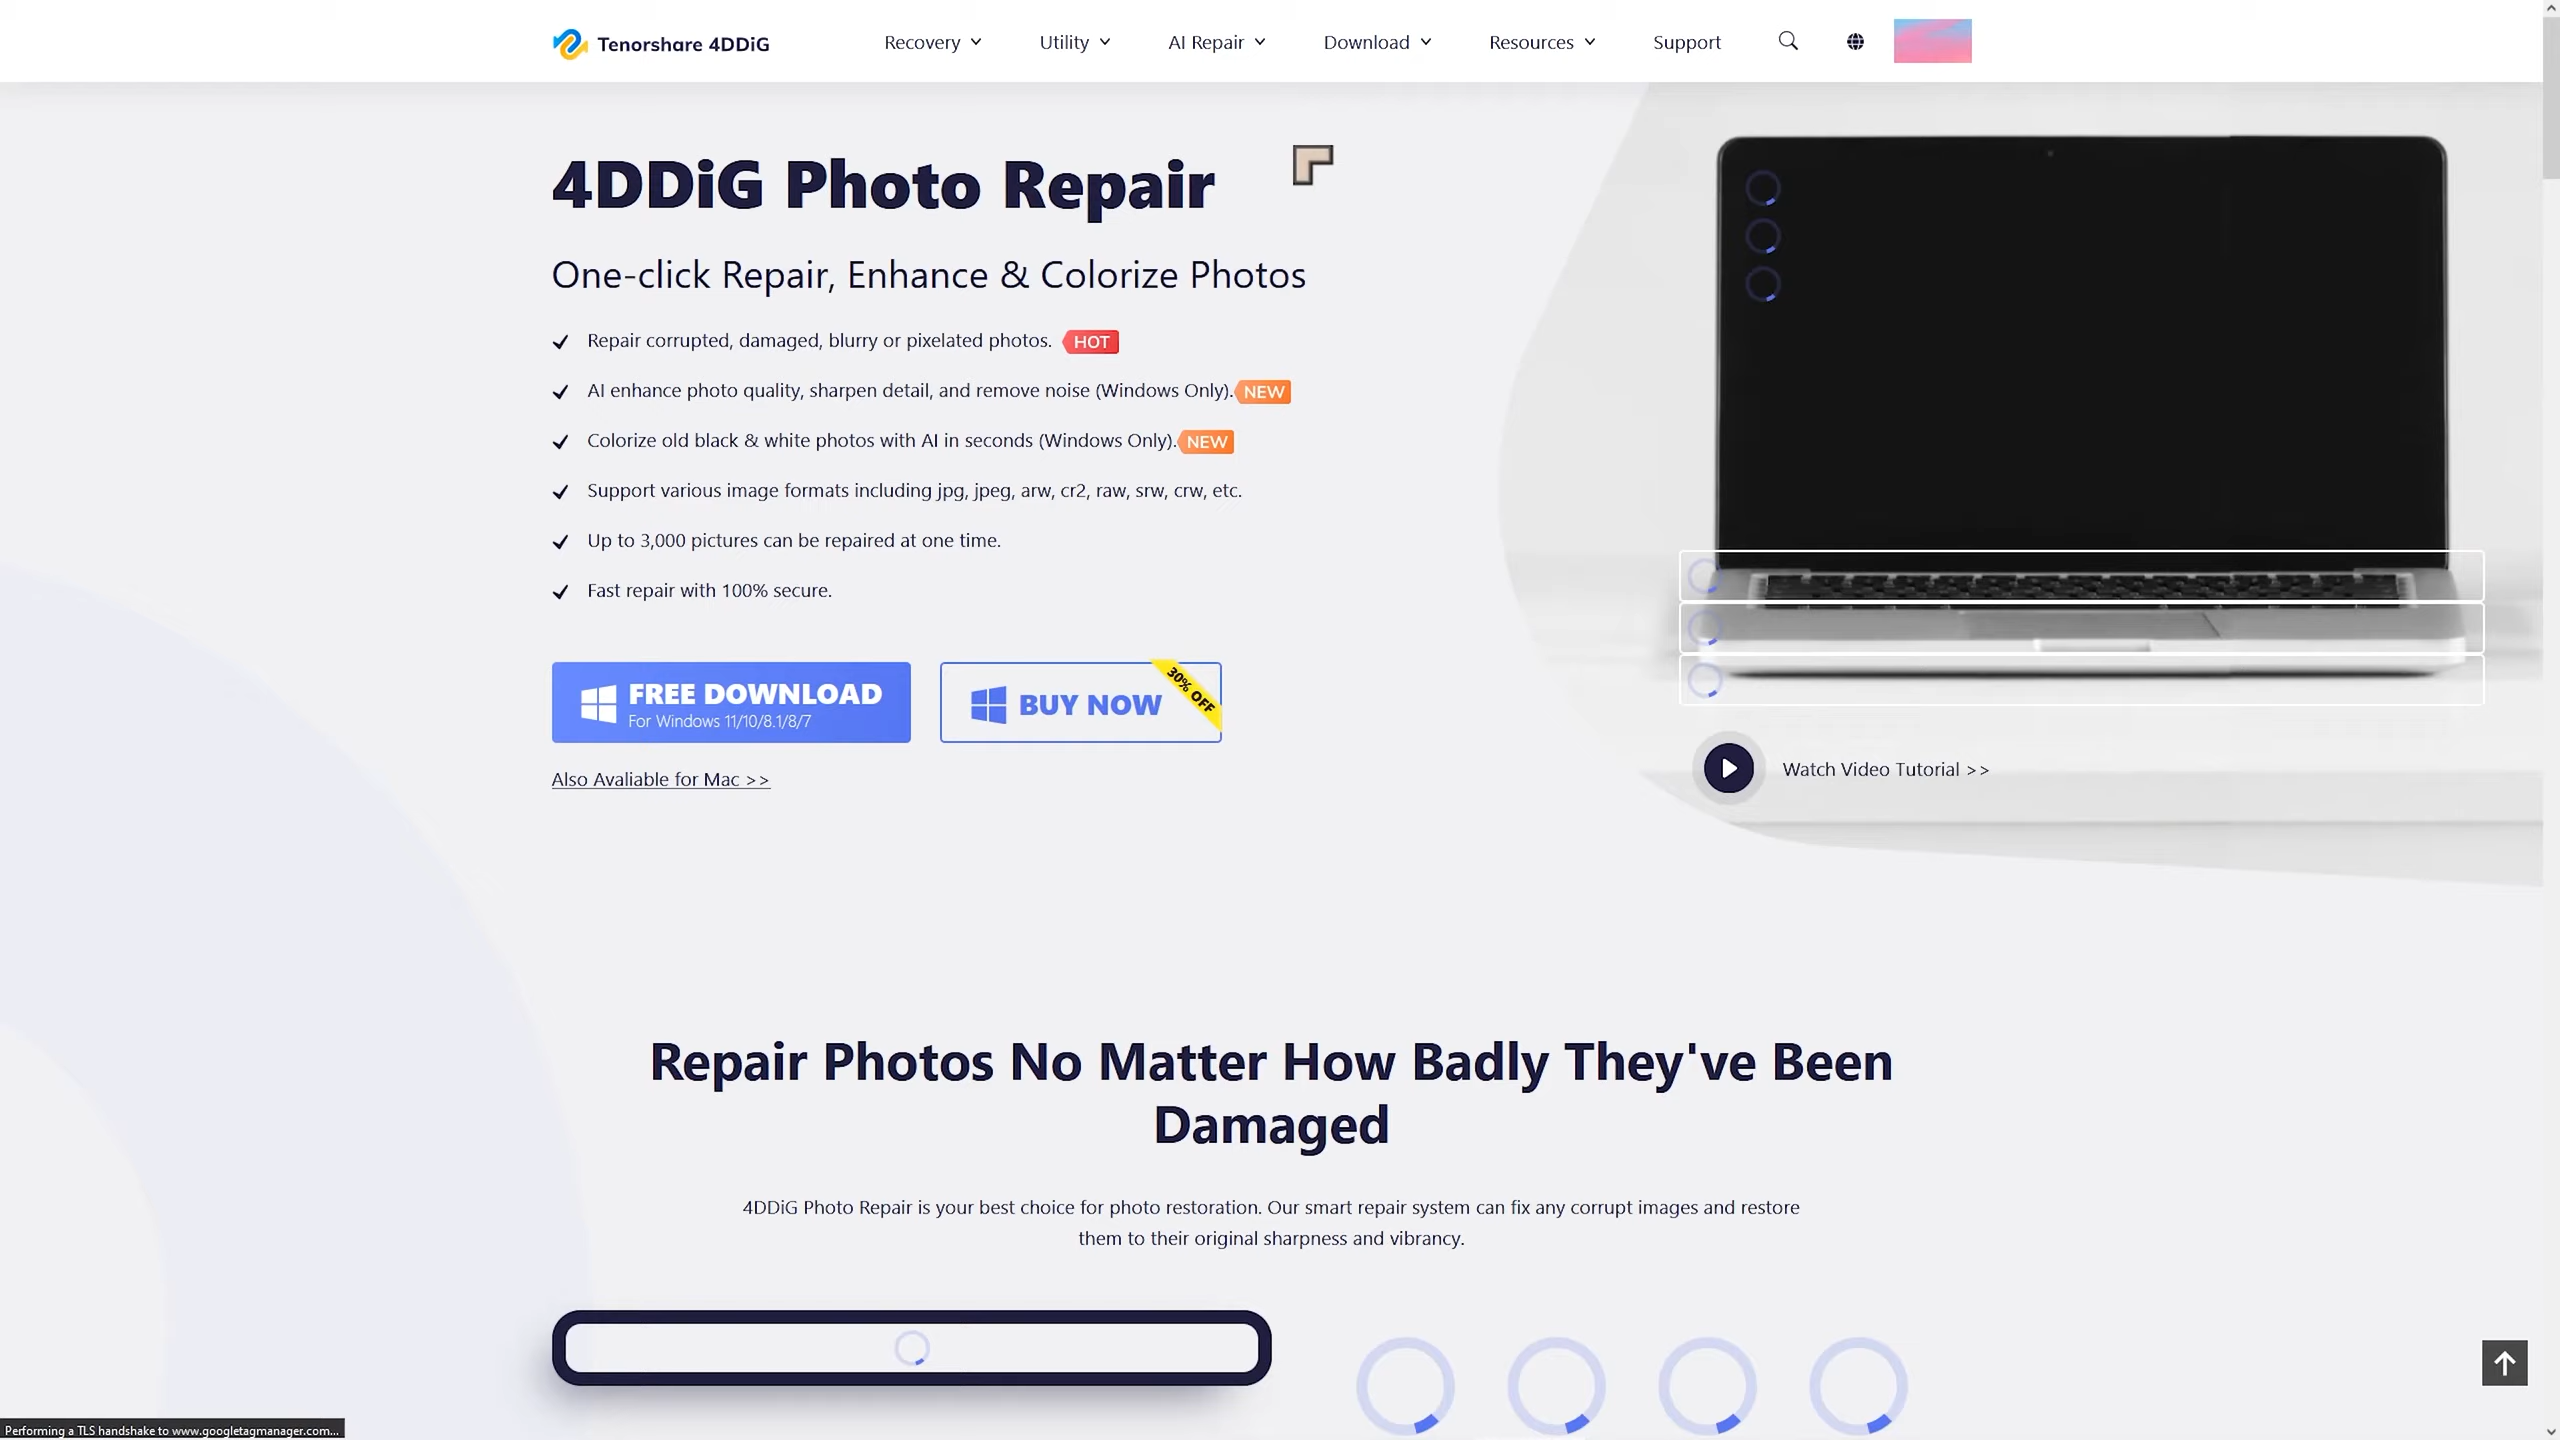 Tenorshare 4DDiG
Recovery
Utility
AI Repair
Download
Resources
Support
4DDiG Photo Repair
One-click Repair, Enhance & Colorize Photos
Repair corrupted, damaged, blurry or pixelated photos. HOT
AI enhance photo quality, sharpen detail, and remove noise (Windows Only). NEW
Colorize old black & white photos with AI in seconds (Windows Only). NEW
Support various image formats including jpg, jpeg, arw, cr2, raw, srw, crw, etc.
Up to 3,000 pictures can be repaired at one time.
Fast repair with 100% secure.
FREE DOWNLOAD
For Windows 11/10/8.1/8/7
BUY NOW
30% OFF
Also Avaliable for Mac >>
Watch Video Tutorial >>
Repair Photos No Matter How Badly They've Been
Damaged
4DDiG Photo Repair is your best choice for photo restoration. Our smart repair system can fix any corrupt images and restore
them to their original sharpness and vibrancy.
Performing a TLS handshake to www.googletagmanager.com...